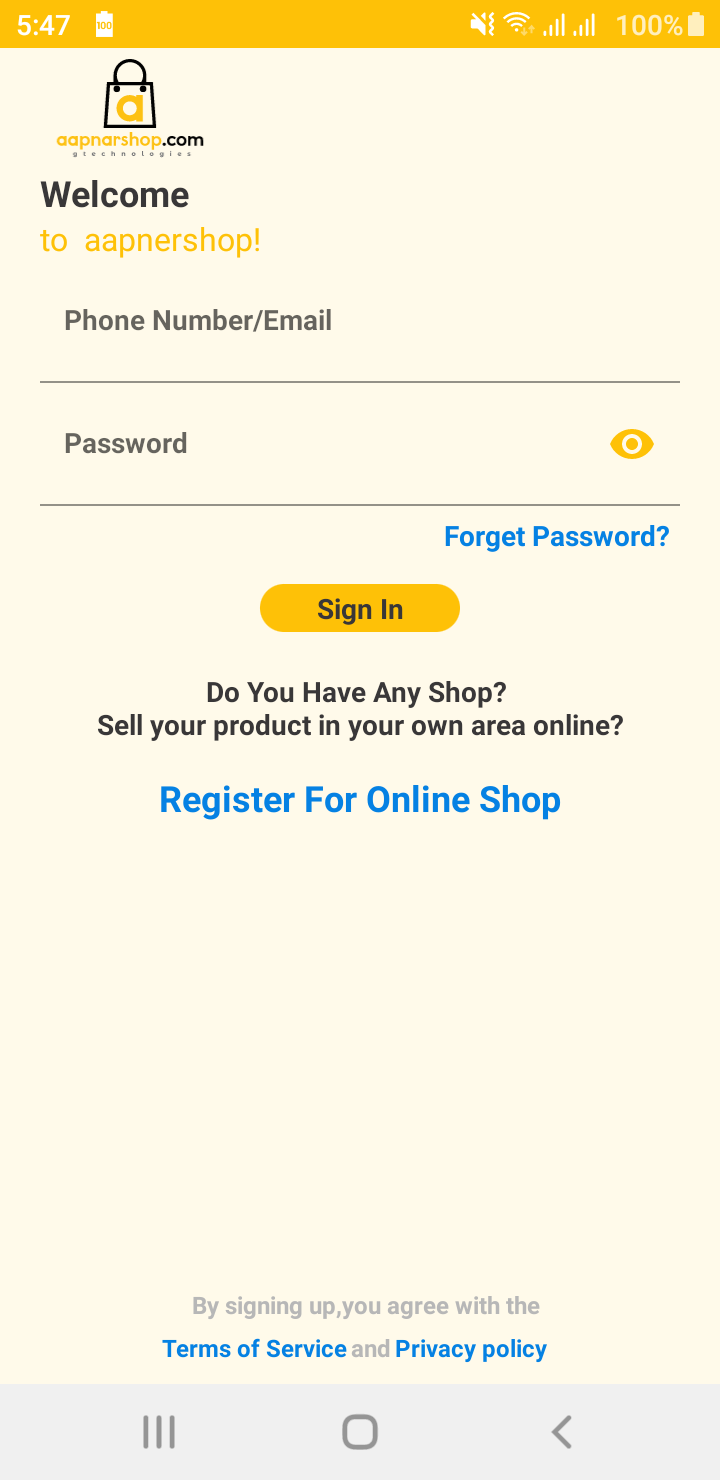 5:47
100
100%
a
aapnarshop.com
gtechnologies
Welcome
to aapnershop!
Phone Number/Email
Password
Forget Password?
Sign In
Do You Have Any Shop?
Sell your product in your own area online?
Register For Online Shop
By signing up,you agree with the
Terms of Service and Privacy policy